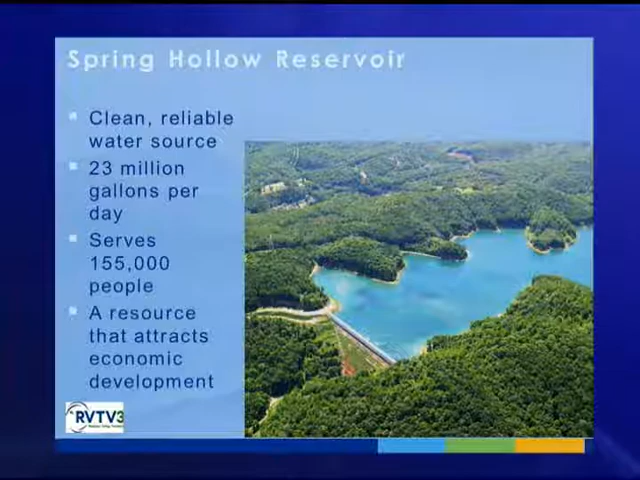 Spring Hollow Reservoir
Clean, reliable
water source
23 million
gallons per
day
Serves
155,000
people
A resource
that attracts
economic
development
RVTV3